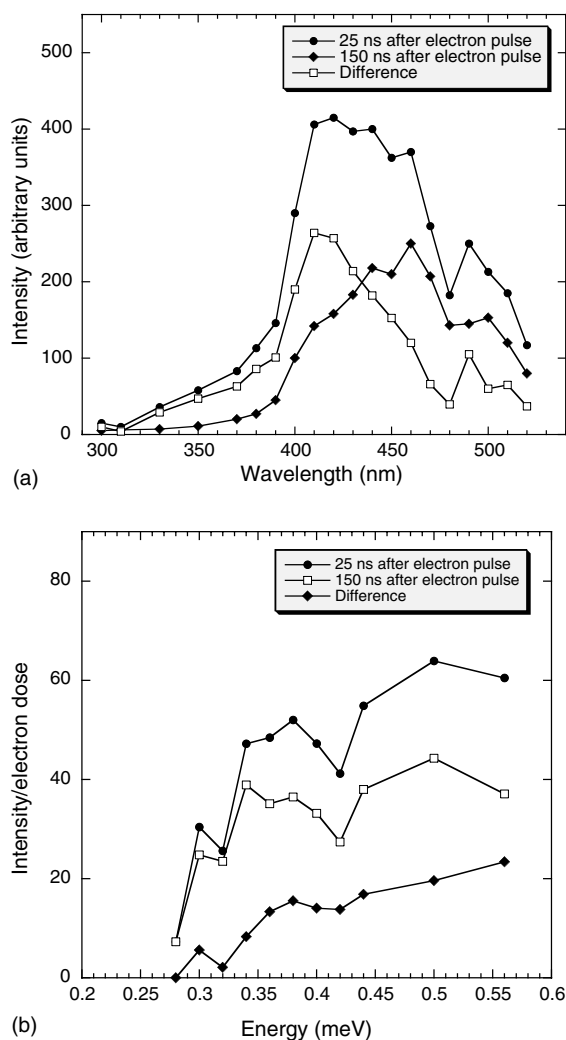 25 ns after electron pulse
150 ns after electron pulse
Difference
500
400
300
200
100
0
Intensity (arbitrary units)
300
350
400
450
500
Wavelength (nm)
(a)
25 ns after electron pulse
150 ns after electron pulse
Difference
80
60
40
20
0
Intensity/electron dose
0.2
0.25
0.3
0.35
0.4
0.45
0.5
0.55
0.6
Energy (meV)
(b)